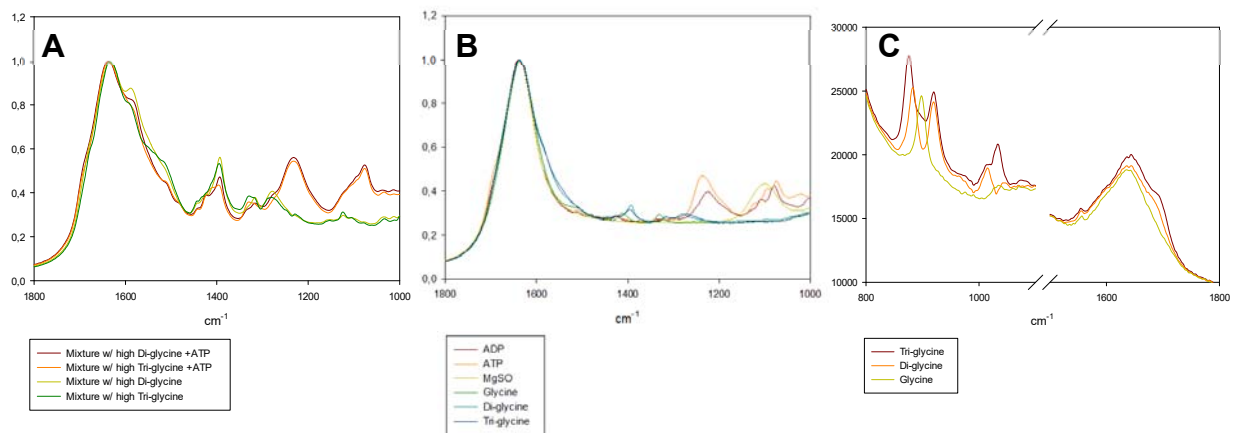 A
1,2
1,0
0,8
0,6
0,4
0,2
0,0
1800 1600 1400 1200 1000
cm-1
Mixture w/ high Di-glycine +ATP
Mixture w/ high Tri-glycine +ATP
Mixture w/ high Di-glycine
Mixture w/ high Tri-glycine
B
1,2
1,0
0,8
0,6
0,4
0,2
0,0
1800 1600 1400 1200 1000
cm-1
ADP
ATP
MgSO
Glycine
Di-glycine
Tri-glycine
C
30000
25000
20000
15000
10000
800 1000 1600 1800
cm-1
Tri-glycine
Di-glycine
Glycine